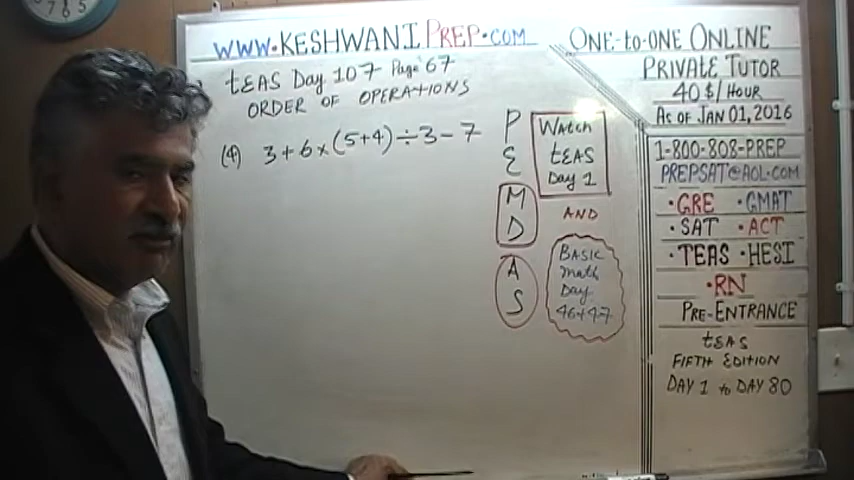 7 6 5
WWW.KESHWANIPREP.COM
tEAS Day 107 Page 67
ORDER OF OPERATIONS
(4) 3+6×(5+4)÷3-7
P
E
M
D
A
S
Watch
tEAS
Day 1
AND
BASIC
math
Day
46+47
ONE-to-ONE ONLINE
PRIVATE TUTOR
40$/HOUR
AS OF JAN 01, 2016
1-800-808-PREP
PREPSAT@AOL.COM
•GRE •GMAT
•SAT •ACT
•TEAS •HESI
•RN
PRE-ENTRANCE
tEAS
FIFTH EDITION
DAY 1 to DAY 80